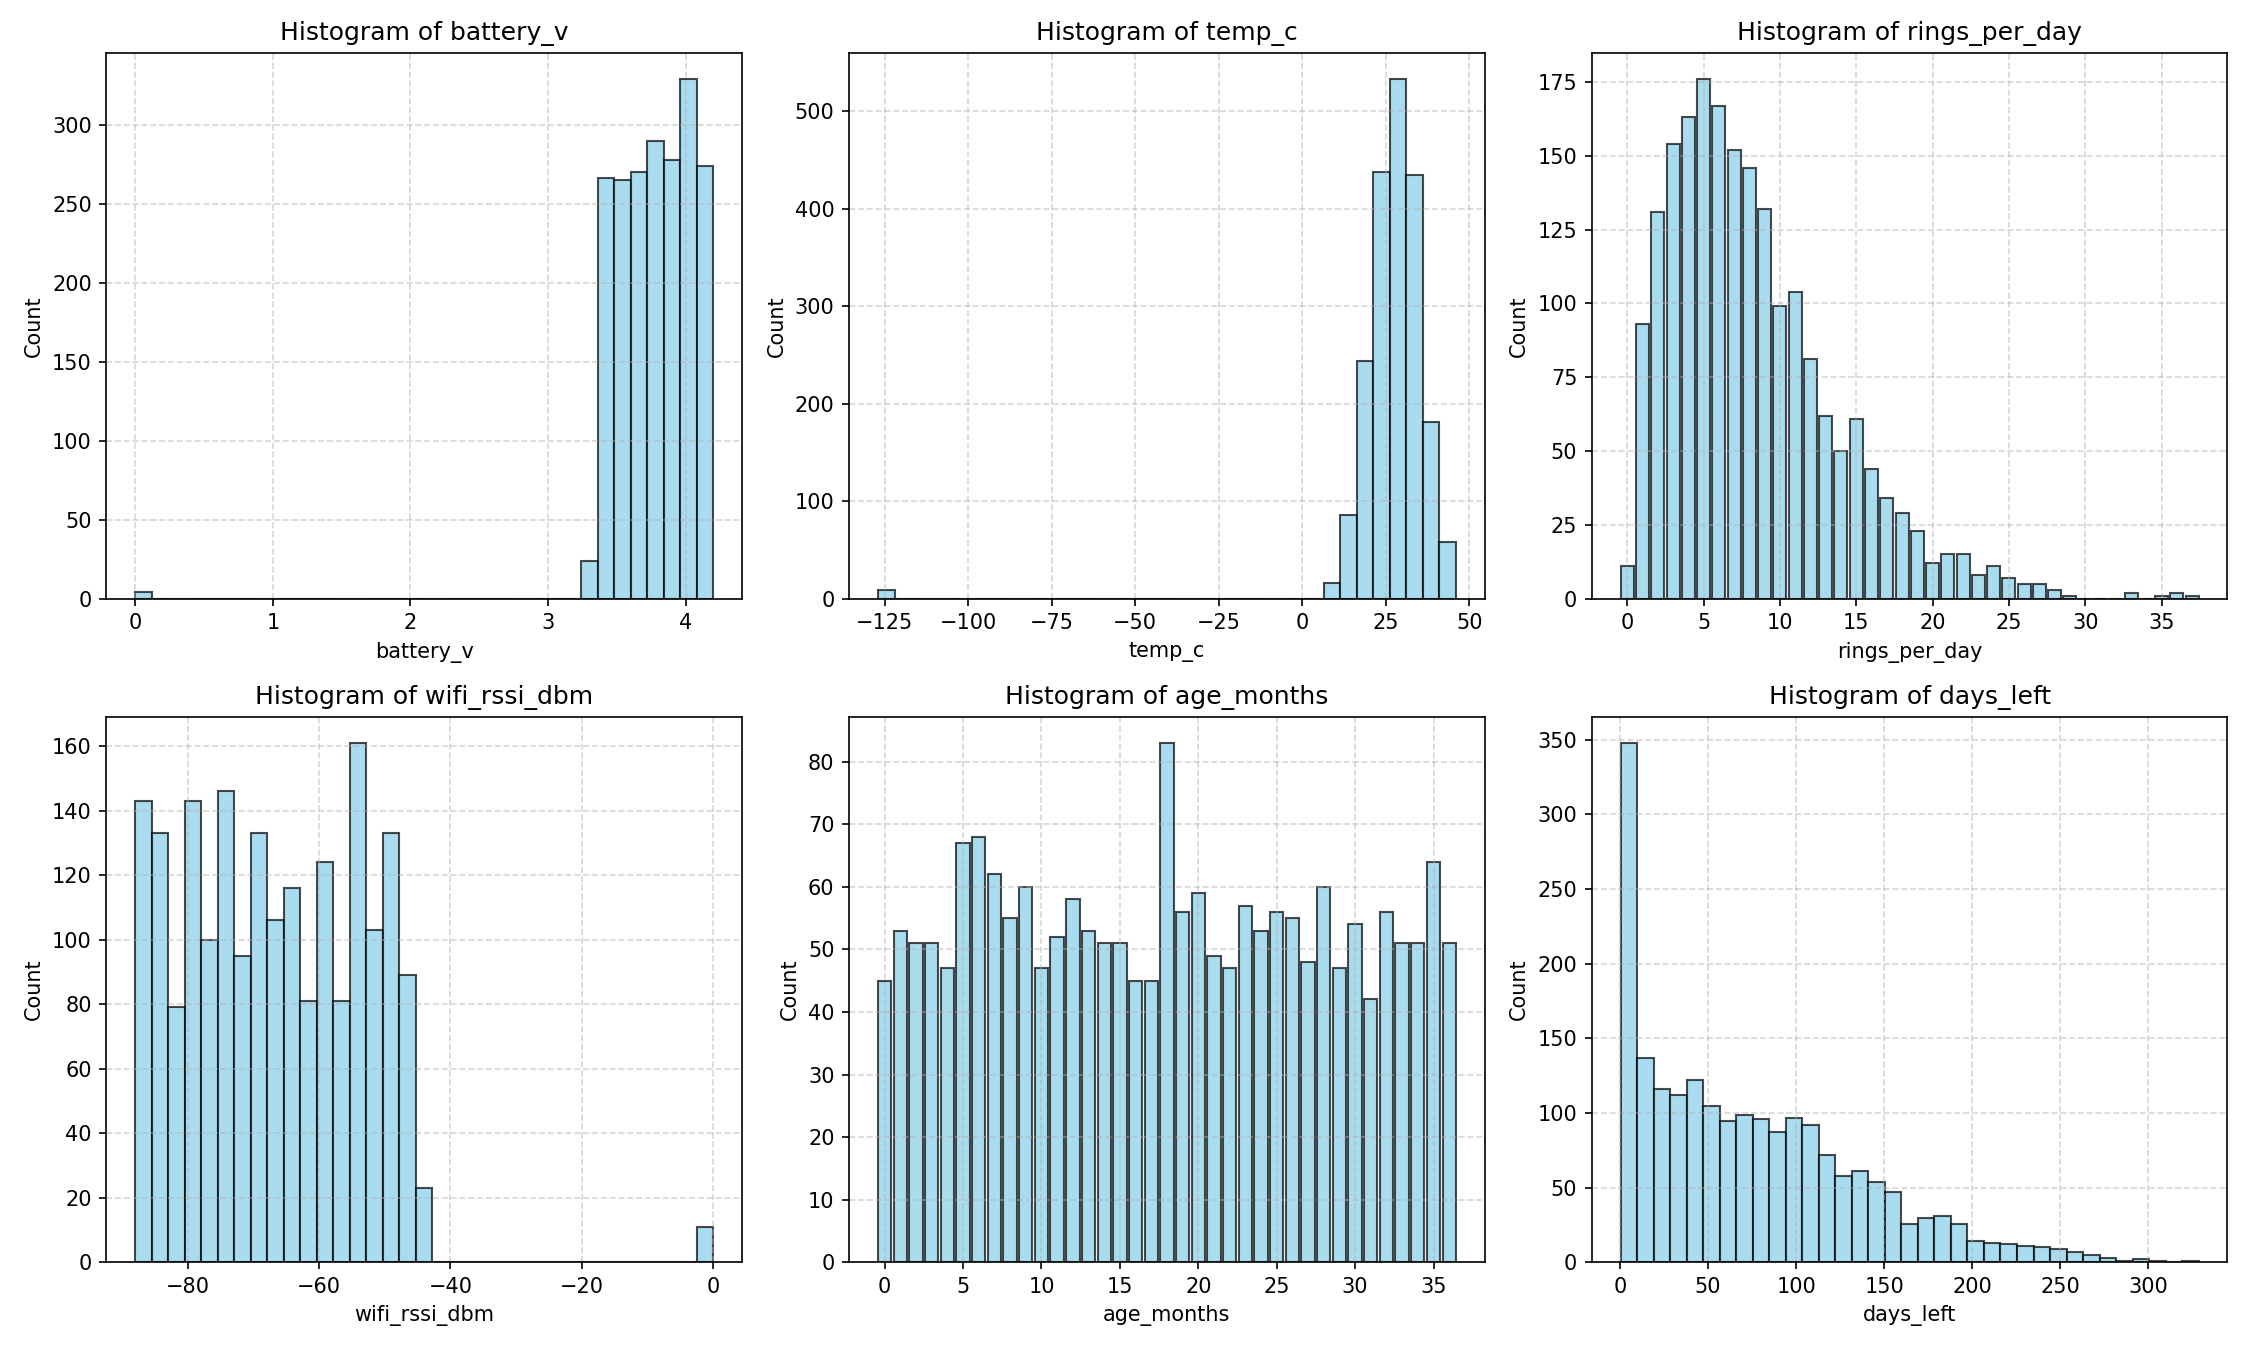 Histogram of battery_v
300
250
200
150
100
50
0
Count
0 1 2 3 4
battery_v
Histogram of temp_c
500
400
300
200
100
0
Count
−125 −100 −75 −50 −25 0 25 50
temp_c
Histogram of rings_per_day
175
150
125
100
75
50
25
0
Count
0 5 10 15 20 25 30 35
rings_per_day
Histogram of wifi_rssi_dbm
160
140
120
100
80
60
40
20
0
Count
−80 −60 −40 −20 0
wifi_rssi_dbm
Histogram of age_months
80
70
60
50
40
30
20
10
0
Count
0 5 10 15 20 25 30 35
age_months
Histogram of days_left
350
300
250
200
150
100
50
0
Count
0 50 100 150 200 250 300
days_left